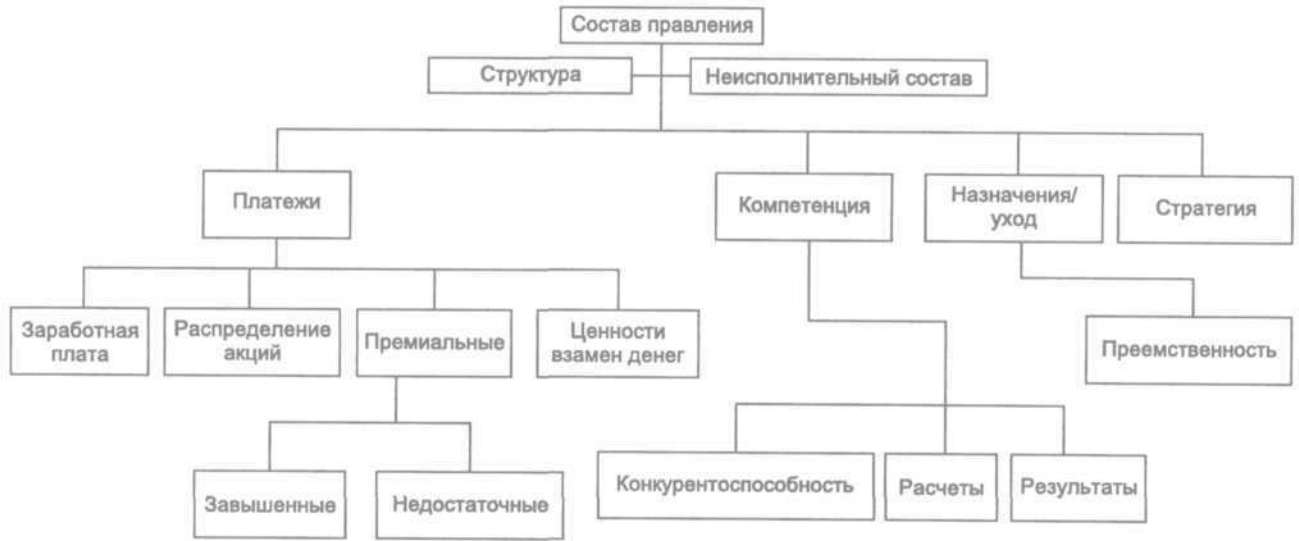 Состав правления
Структура
Неисполнительный состав
Платежи
Компетенция
Назначения/
уход
Стратегия
Заработная
плата
Распределение
акций
Премиальные
Ценности
взамен денег
Преемственность
Завышенные
Недостаточные
Конкурентоспособность
Расчеты
Результаты